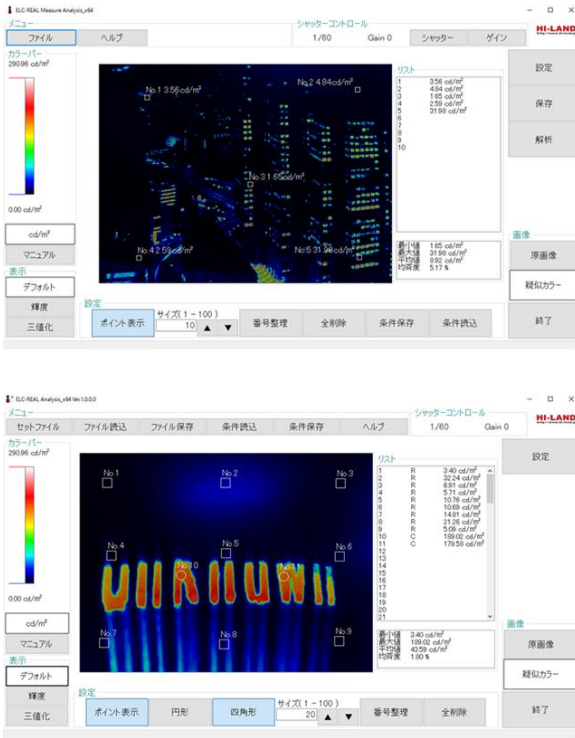 ELC-REAL Measure Analysis_x64
メニュー
ファイル ヘルプ
シャッターコントロール
1/60 Gain 0 シャッター ゲイン
HI-LAND
カラーバー
290.96 cd/m²
0.00 cd/m²
cd/m²
マニュアル
表示
デフォルト
輝度
三値化
No.1 3.56cd/m²
No.2 4.84cd/m²
No.3 1.65cd/m²
No.4 2.59cd/m²
No.5 31.98cd/m²
リスト
1 3.56 cd/m²
2 4.84 cd/m²
3 1.65 cd/m²
4 2.59 cd/m²
5 31.98 cd/m²
6
7
8
9
10
最小値 1.65 cd/m²
最大値 31.98 cd/m²
平均値 8.92 cd/m²
均斉度 5.17 %
設定
保存
解析
画像
原画像
疑似カラー
終了
設定
ポイント表示 サイズ(1 - 100) 10 番号整理 全削除 条件保存 条件読込
ELC-REAL Analysis_x64 Ver.1.0.0.0
メニュー
セットファイル ファイル読込 ファイル保存 条件読込 条件保存 ヘルプ
シャッターコントロール
1/60 Gain 0
HI-LAND
カラーバー
290.96 cd/m²
0.00 cd/m²
cd/m²
マニュアル
表示
デフォルト
輝度
三値化
No.1
No.2
No.3
No.4
No.5
No.6
No.10
No.11
No.7
No.8
No.9
リスト
1 R 3.40 cd/m²
2 R 32.24 cd/m²
3 R 6.91 cd/m²
4 R 5.71 cd/m²
5 R 10.76 cd/m²
6 R 10.69 cd/m²
7 R 14.81 cd/m²
8 R 21.26 cd/m²
9 R 5.09 cd/m²
10 C 189.02 cd/m²
11 C 179.58 cd/m²
12
13
14
15
16
17
18
19
20
21
最小値 3.40 cd/m²
最大値 189.02 cd/m²
平均値 43.59 cd/m²
均斉度 1.80 %
設定
画像
原画像
疑似カラー
終了
設定
ポイント表示 円形 四角形 サイズ(1 - 100) 20 番号整理 全削除